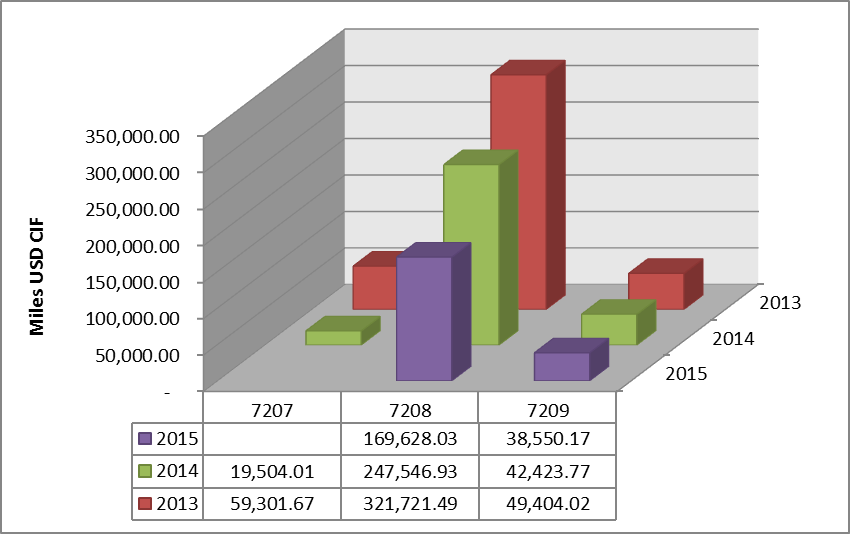 350,000.00
300,000.00
250,000.00
200,000.00
150,000.00
100,000.00
50,000.00
-
Miles USD CIF
2013
2014
2015
7207 7208 7209
2015 169,628.03 38,550.17
2014 19,504.01 247,546.93 42,423.77
2013 59,301.67 321,721.49 49,404.02